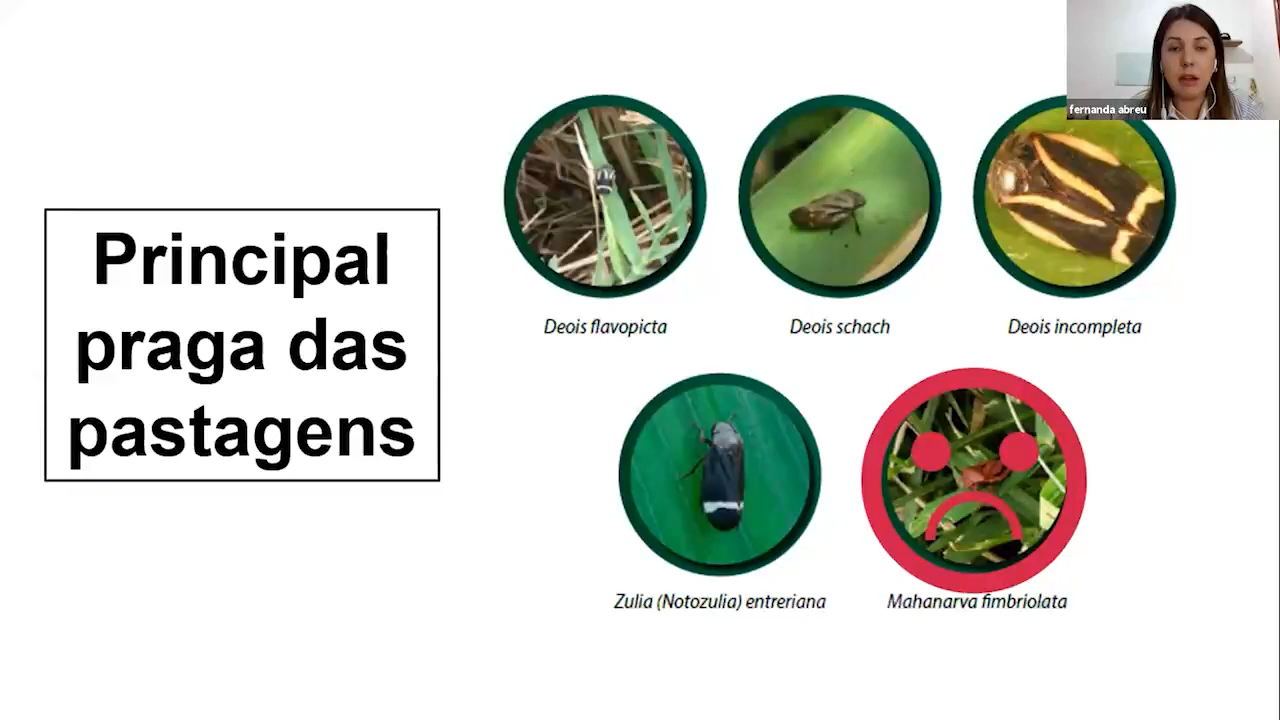 fernanda abreu
Principal
praga das
pastagens
Deois flavopicta
Deois schach
Deois incompleta
Zulia (Notozulia) entreriana
Mahanarva fimbriolata